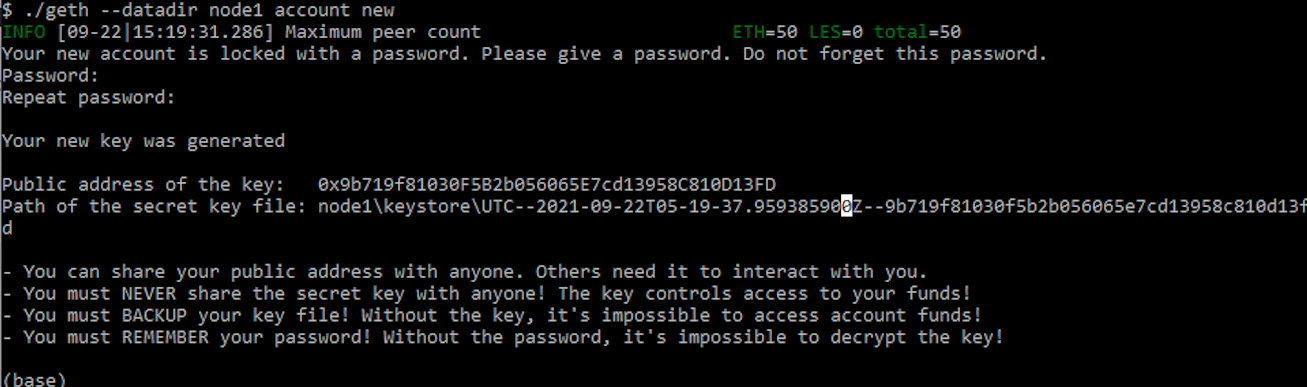 $ ./geth --datadir node1 account new
INFO [09-22|15:19:31.286] Maximum peer count ETH=50 LES=0 total=50
Your new account is locked with a password. Please give a password. Do not forget this password.
Password:
Repeat password:
Your new key was generated
Public address of the key: 0x9b719f81030F5B2b056065E7cd13958C810D13FD
Path of the secret key file: node1\keystore\UTC--2021-09-22T05-19-37.959385900Z--9b719f81030f5b2b056065e7cd13958c810d13f
d
- You can share your public address with anyone. Others need it to interact with you.
- You must NEVER share the secret key with anyone! The key controls access to your funds!
- You must BACKUP your key file! Without the key, it's impossible to access account funds!
- You must REMEMBER your password! Without the password, it's impossible to decrypt the key!
(base)